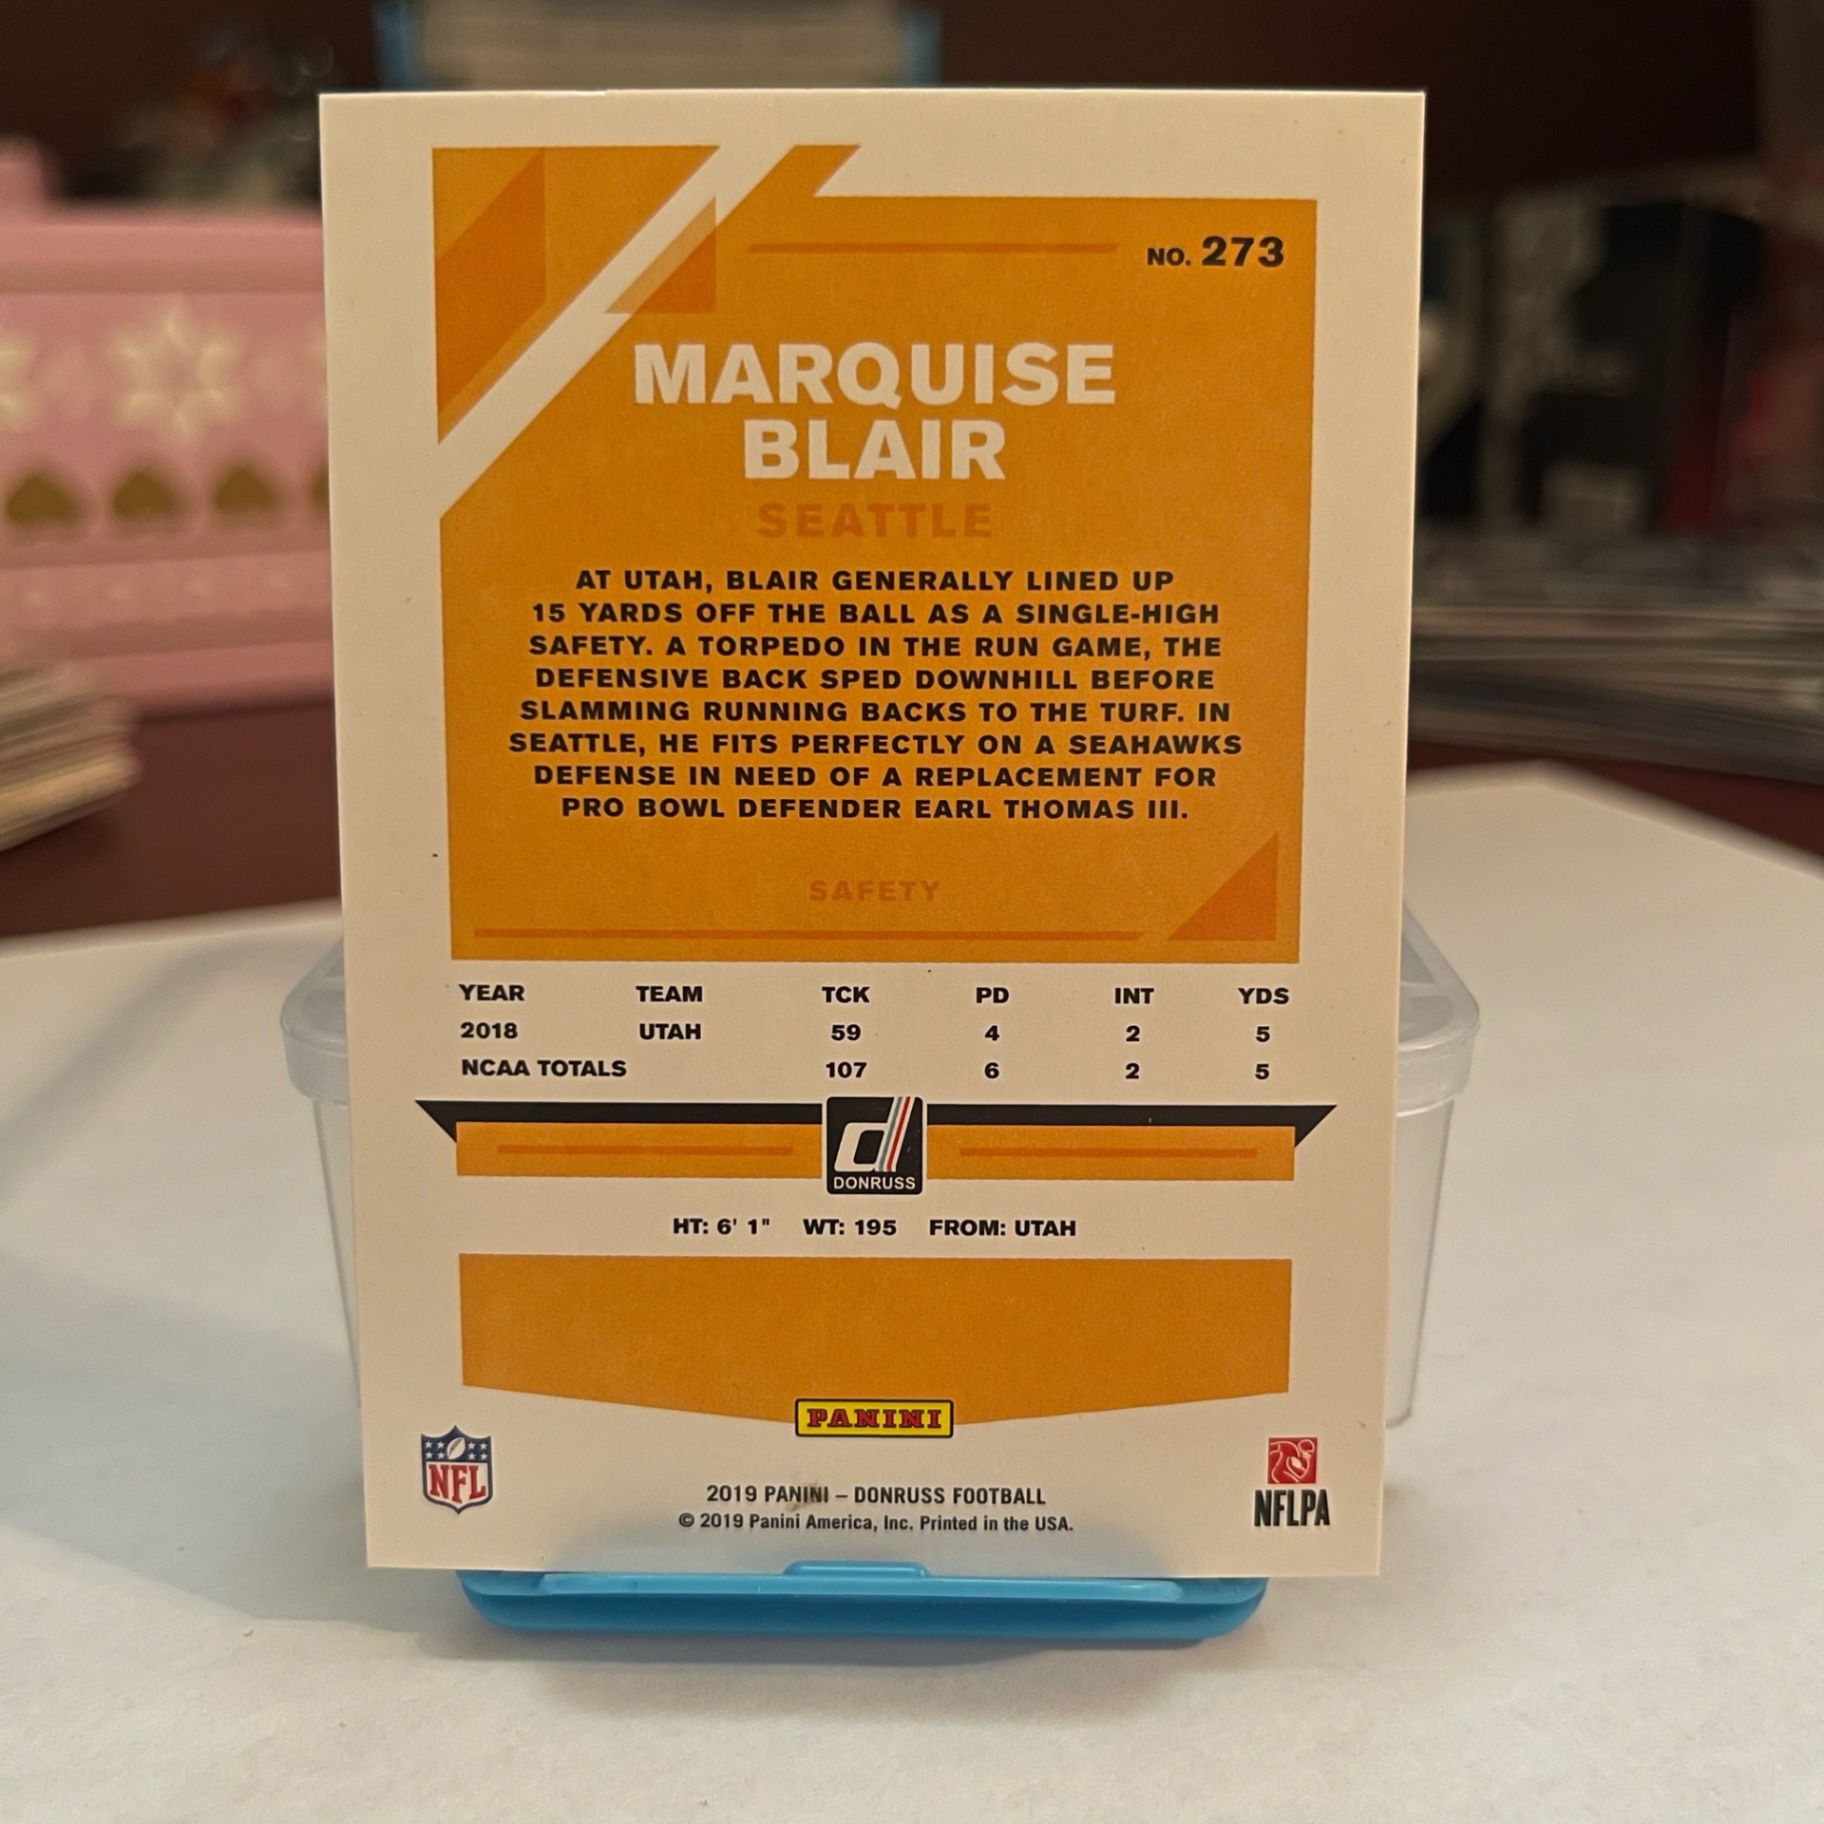 NO. 273
MARQUISE
BLAIR
SEATTLE
AT UTAH, BLAIR GENERALLY LINED UP
15 YARDS OFF THE BALL AS A SINGLE-HIGH
SAFETY. A TORPEDO IN THE RUN GAME, THE
DEFENSIVE BACK SPED DOWNHILL BEFORE
SLAMMING RUNNING BACKS TO THE TURF. IN
SEATTLE, HE FITS PERFECTLY ON A SEAHAWKS
DEFENSE IN NEED OF A REPLACEMENT FOR
PRO BOWL DEFENDER EARL THOMAS III.
SAFETY
YEAR TEAM TCK PD INT YDS
2018 UTAH 59 4 2 5
NCAA TOTALS 107 6 2 5
d
DONRUSS
HT: 6' 1" WT: 195 FROM: UTAH
PANINI
NFL
2019 PANINI – DONRUSS FOOTBALL
© 2019 Panini America, Inc. Printed in the USA.
NFLPA